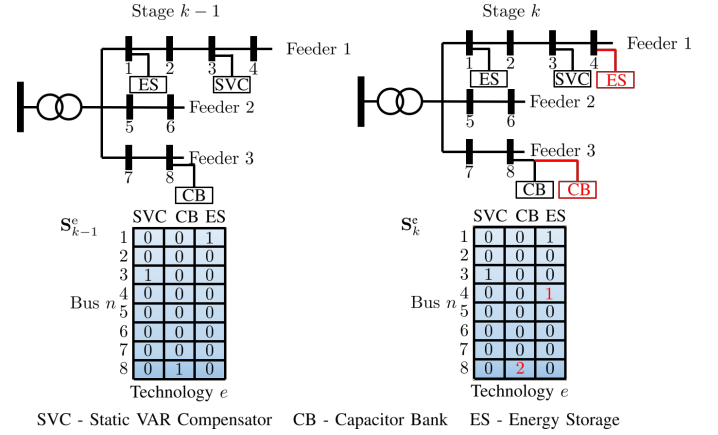 Stage k − 1
Feeder 1
1 2 3 4
ES SVC
Feeder 2
5 6
Feeder 3
7 8
CB
SVC CB ES
S^e_{k−1}
1 0 0 1
2 0 0 0
3 1 0 0
4 0 0 0
Bus n
5 0 0 0
6 0 0 0
7 0 0 0
8 0 1 0
Technology e
Stage k
Feeder 1
1 2 3 4
ES SVC ES
Feeder 2
5 6
Feeder 3
7 8
CB CB
SVC CB ES
S^e_k
1 0 0 1
2 0 0 0
3 1 0 0
4 0 0 1
Bus n
5 0 0 0
6 0 0 0
7 0 0 0
8 0 2 0
Technology e
SVC - Static VAR Compensator CB - Capacitor Bank ES - Energy Storage